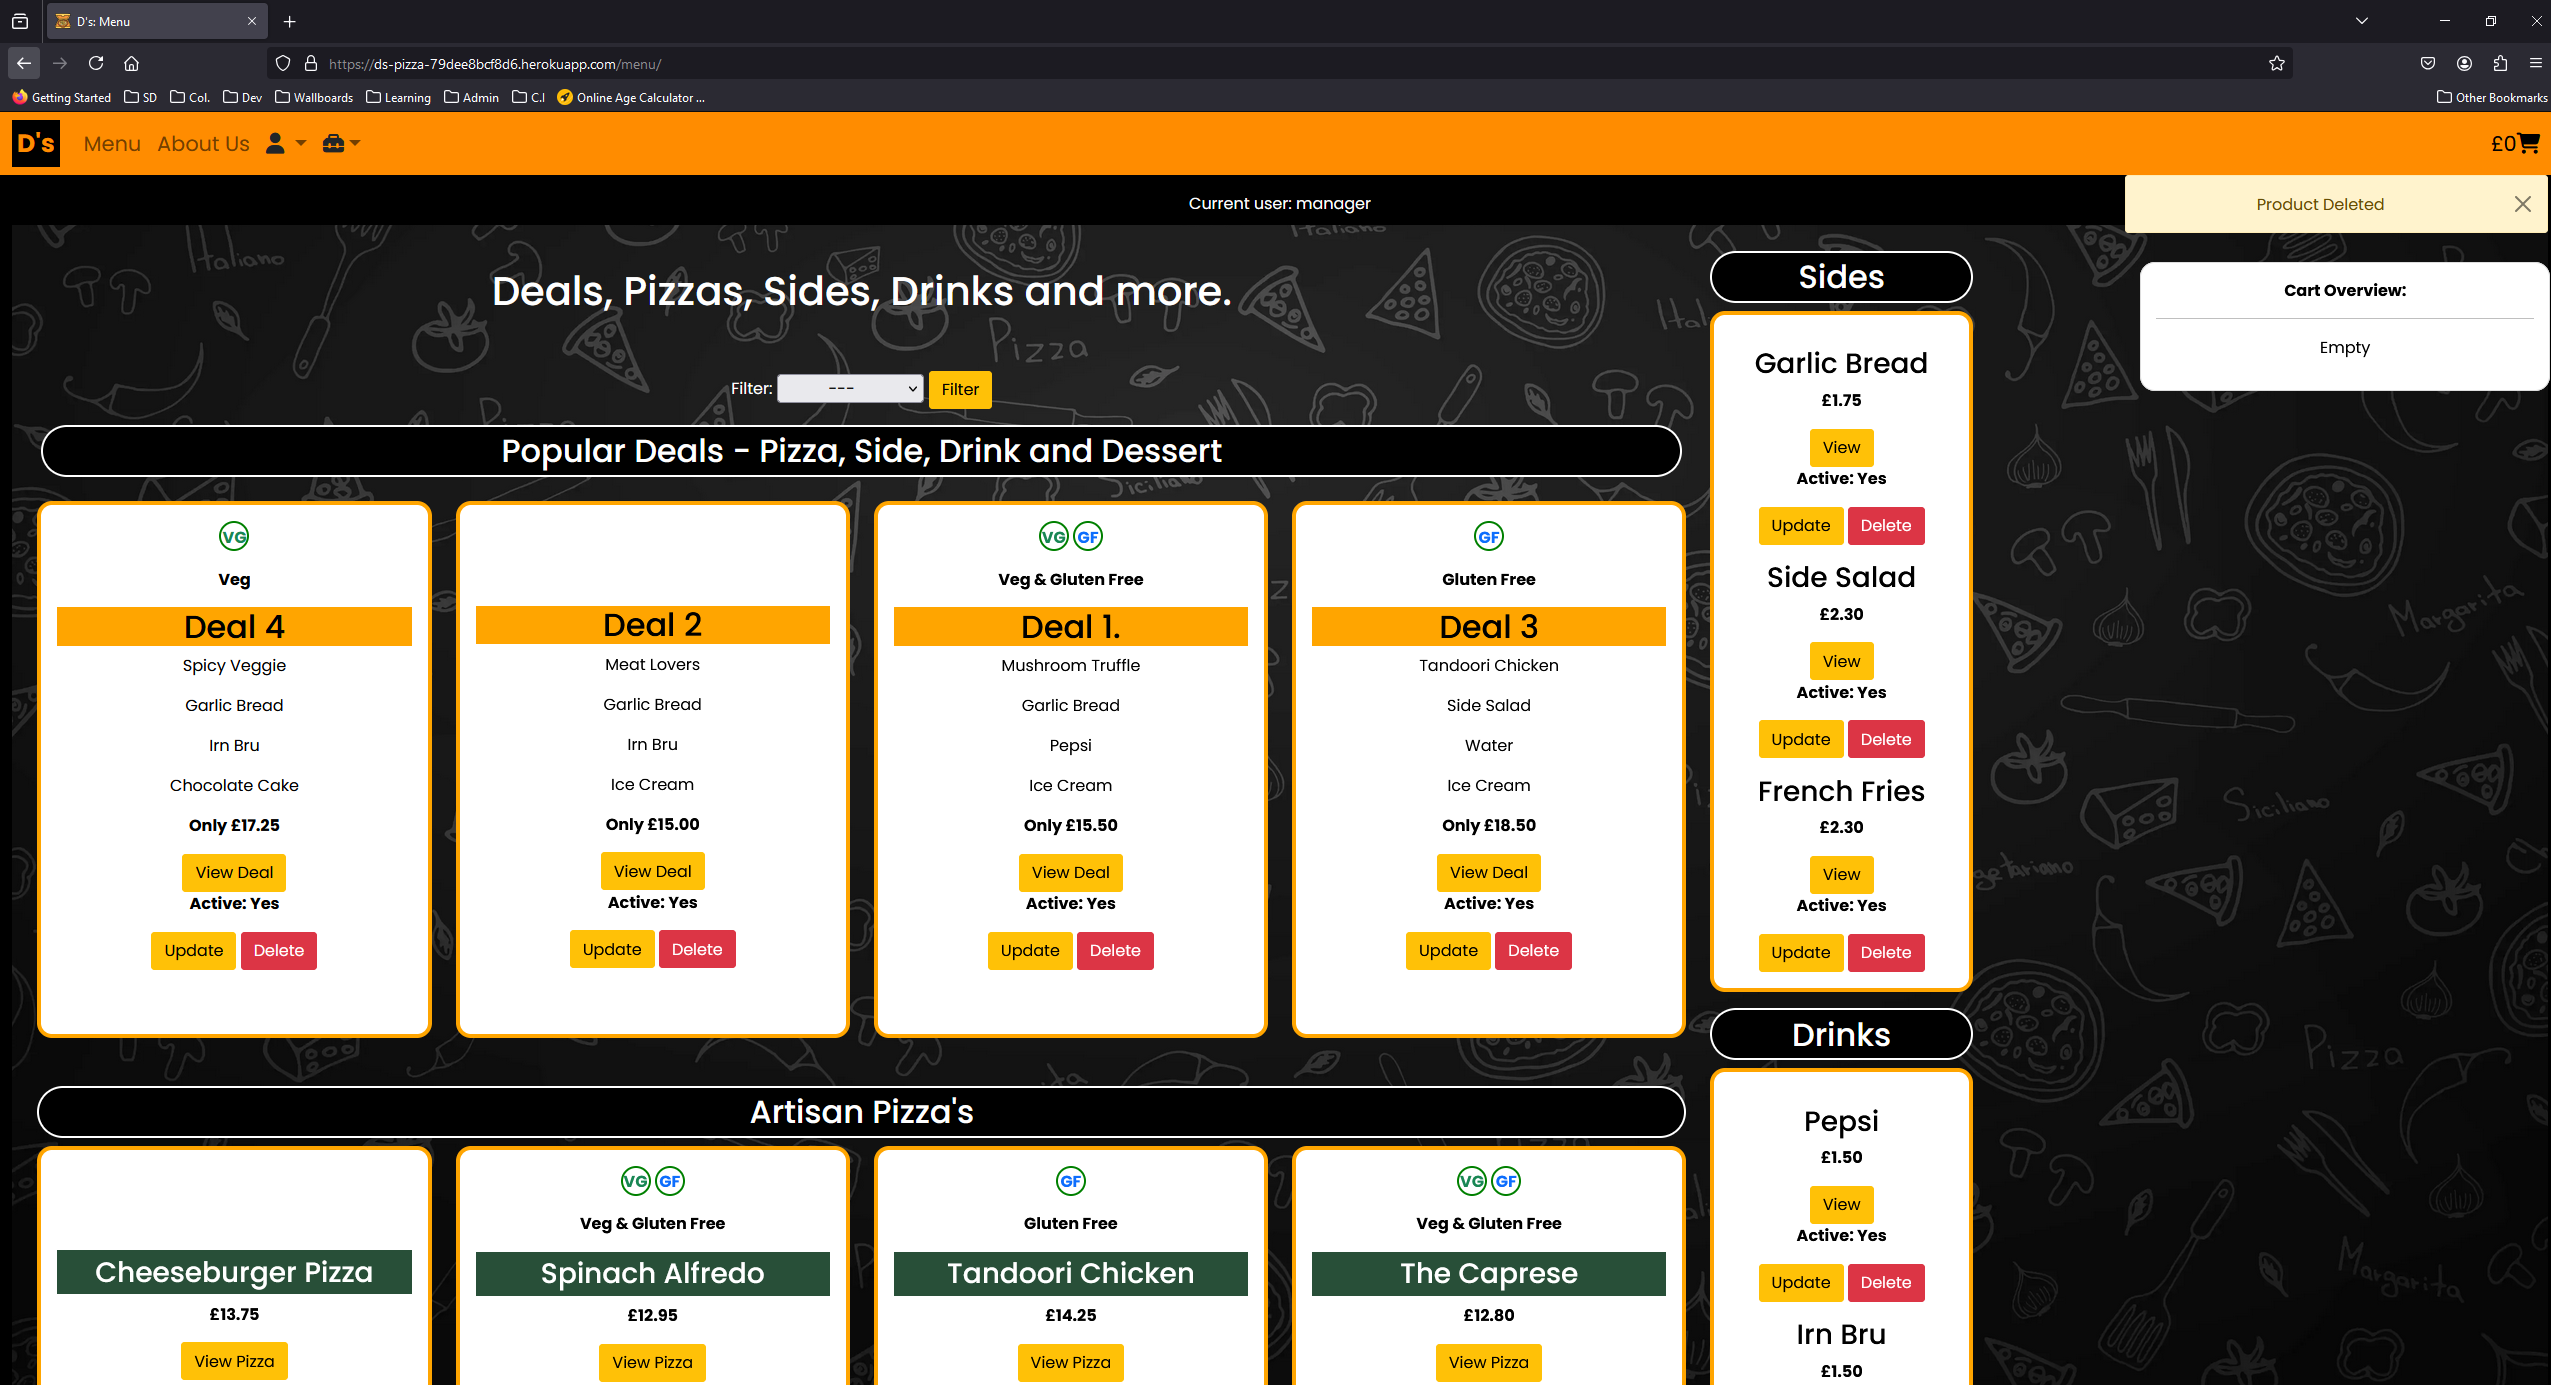 D's: Menu
https://ds-pizza-79dee8bcf8d6.herokuapp.com/menu/
Getting Started SD Col. Dev Wallboards Learning Admin C.I Online Age Calculator ... Other Bookmarks
D's Menu About Us £0
Current user: manager
Product Deleted
Deals, Pizzas, Sides, Drinks and more.
Filter: --- Filter
Popular Deals - Pizza, Side, Drink and Dessert
VG
Veg
Deal 4
Spicy Veggie
Garlic Bread
Irn Bru
Chocolate Cake
Only £17.25
View Deal
Active: Yes
Update Delete
Deal 2
Meat Lovers
Garlic Bread
Irn Bru
Ice Cream
Only £15.00
View Deal
Active: Yes
Update Delete
VG GF
Veg & Gluten Free
Deal 1.
Mushroom Truffle
Garlic Bread
Pepsi
Ice Cream
Only £15.50
View Deal
Active: Yes
Update Delete
GF
Gluten Free
Deal 3
Tandoori Chicken
Side Salad
Water
Ice Cream
Only £18.50
View Deal
Active: Yes
Update Delete
Artisan Pizza's
Cheeseburger Pizza
£13.75
View Pizza
VG GF
Veg & Gluten Free
Spinach Alfredo
£12.95
View Pizza
GF
Gluten Free
Tandoori Chicken
£14.25
View Pizza
VG GF
Veg & Gluten Free
The Caprese
£12.80
View Pizza
Sides
Garlic Bread
£1.75
View
Active: Yes
Update Delete
Side Salad
£2.30
View
Active: Yes
Update Delete
French Fries
£2.30
View
Active: Yes
Update Delete
Drinks
Pepsi
£1.50
View
Active: Yes
Update Delete
Irn Bru
£1.50
Cart Overview:
Empty
Italiano
Pizza
Siciliano
Margarita
Siciliano
Pizza
Margarita